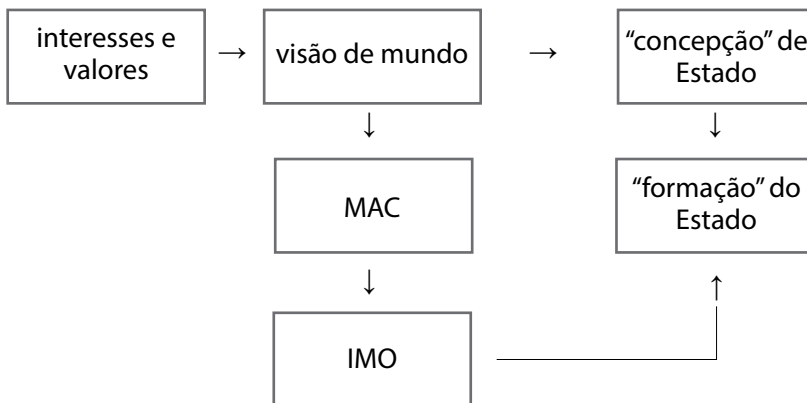 interesses e
valores
→
visão de mundo
→
“concepção” de
Estado
↓
↓
MAC
“formação” do
Estado
↓
↑
IMO